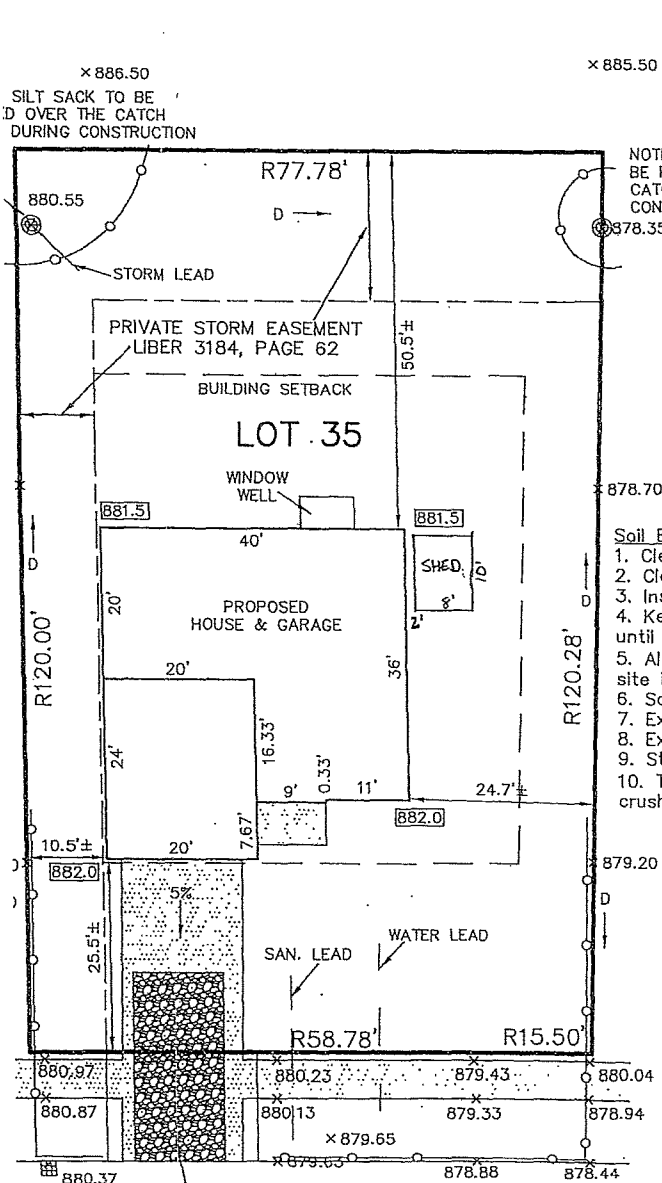 ×886.50
×885.50
SILT SACK TO BE
D OVER THE CATCH
DURING CONSTRUCTION
R77.78'
880.55
D
878.35
STORM LEAD
PRIVATE STORM EASEMENT
LIBER 3184, PAGE 62
50.5'±
BUILDING SETBACK
LOT 35
WINDOW
WELL
881.5
881.5
878.70
40'
SHED
10'
8'
2'
D
D
20'
PROPOSED
HOUSE & GARAGE
R120.00'
R120.28'
36'
20'
16.33'
24'
0.33'
9'
11'
24.7'±
882.0
7.67'
10.5'±
20'
882.0
879.20
5%
D
25.5'±
SAN. LEAD
WATER LEAD
R58.78'
R15.50'
880.97
880.23
879.43
880.04
880.87
880.13
879.33
878.94
×879.65
879.63
880.37
878.88
878.44
1. Cle
2. Cle
3. Ins
4. Ke
until
5. Al
site i
6. Sc
7. Ex
8. Ex
9. St
10. T
crush